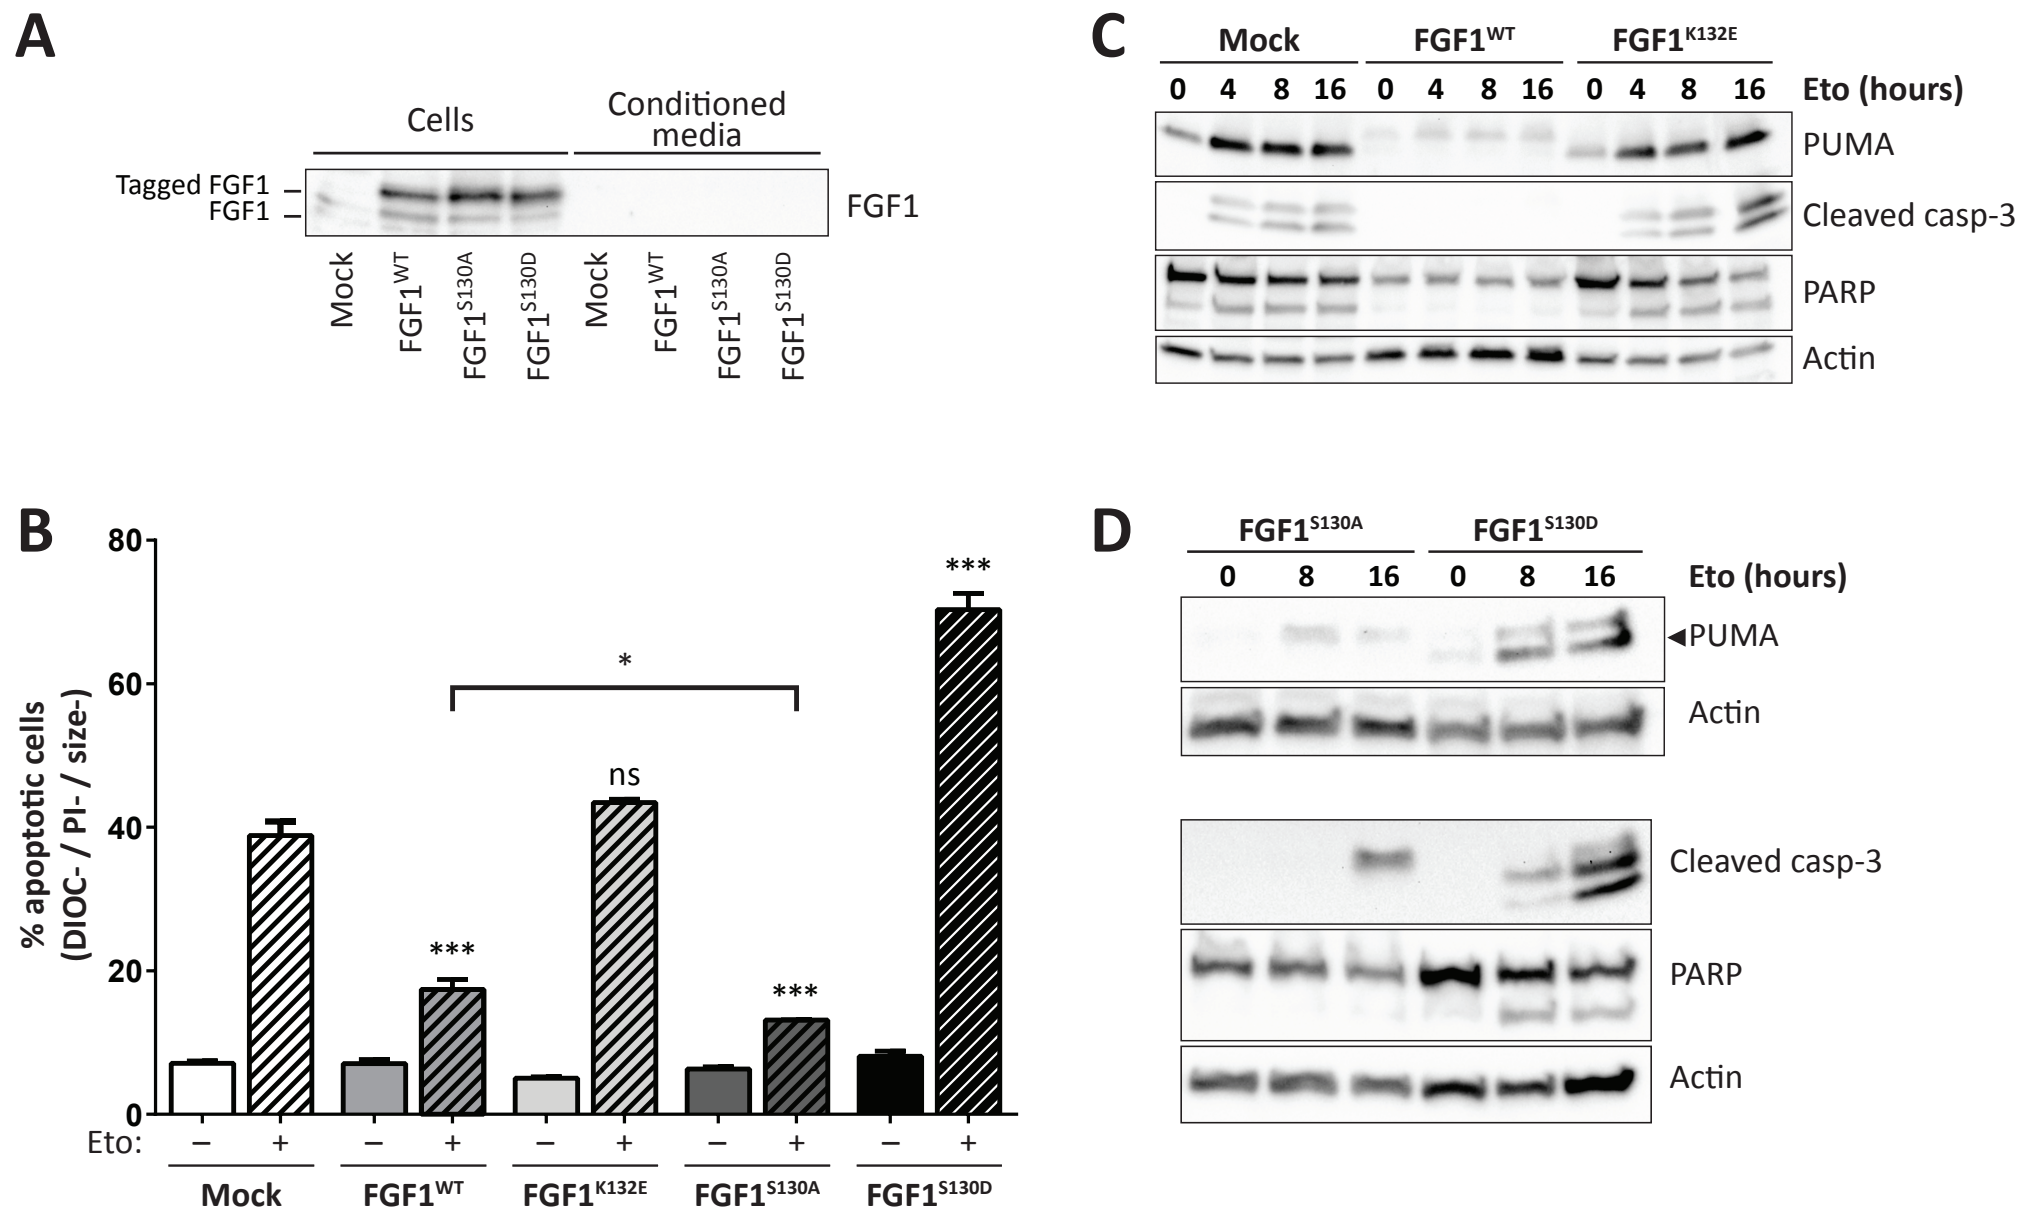 A
Cells
Conditioned
media
Tagged FGF1
FGF1
FGF1
Mock
FGF1WT
FGF1S130A
FGF1S130D
Mock
FGF1WT
FGF1S130A
FGF1S130D
B
% apoptotic cells
(DIOC- / PI- / size-)
80
60
40
20
0
***
*
ns
***
***
Eto: – + – + – + – + – +
Mock FGF1WT FGF1K132E FGF1S130A FGF1S130D
C
Mock FGF1WT FGF1K132E
0 4 8 16 0 4 8 16 0 4 8 16 Eto (hours)
PUMA
Cleaved casp-3
PARP
Actin
D
FGF1S130A FGF1S130D
0 8 16 0 8 16 Eto (hours)
◄PUMA
Actin
Cleaved casp-3
PARP
Actin